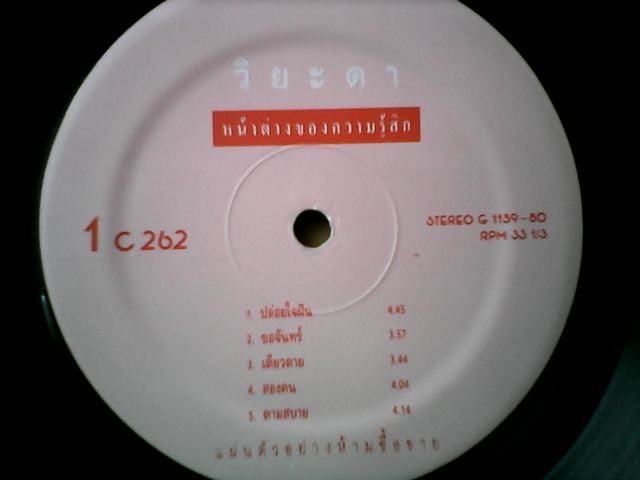 วิยะดา
หน้าต่างของความรู้สึก
1 C 262
STEREO G 1159-80
RPM 33 1/3
1. ปล่อยใจฝัน 4.45
2. ขอจันทร์ 3.57
3. เดียวดาย 3.44
4. สองคน 4.04
5. ตามสบาย 4.14
แผ่นตัวอย่างห้ามซื้อขาย